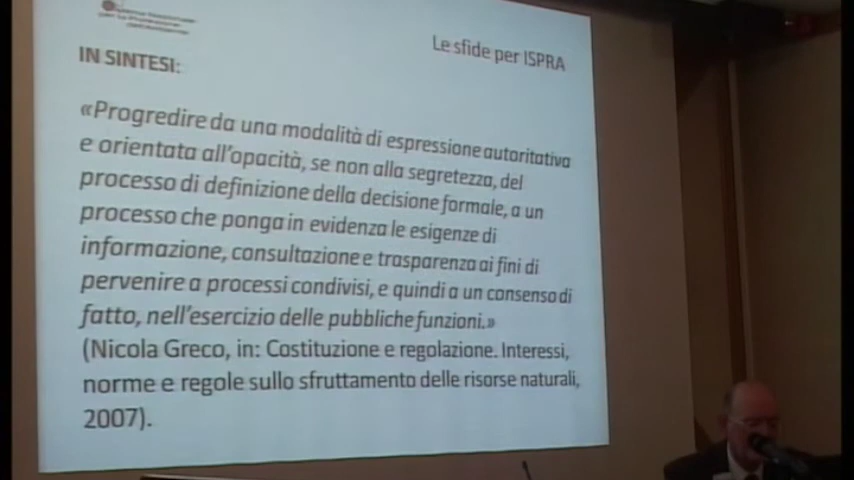 Le sfide per ISPRA
IN SINTESI:
«Progredire da una modalità di espressione autoritativa
e orientata all'opacità, se non alla segretezza, del
processo di definizione della decisione formale, a un
processo che ponga in evidenza le esigenze di
informazione, consultazione e trasparenza ai fini di
pervenire a processi condivisi, e quindi a un consenso di
fatto, nell'esercizio delle pubbliche funzioni.»
(Nicola Greco, in: Costituzione e regolazione. Interessi,
norme e regole sullo sfruttamento delle risorse naturali,
2007).